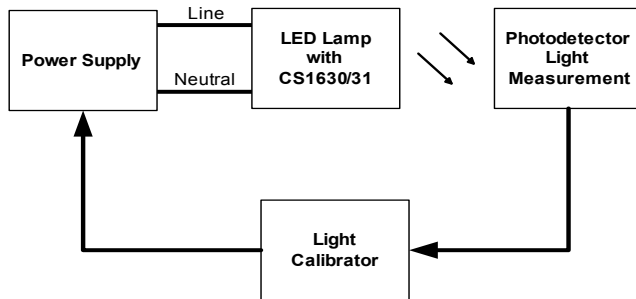 Power Supply
Line
Neutral
LED Lamp
with
CS1630/31
Photodetector
Light
Measurement
Light
Calibrator